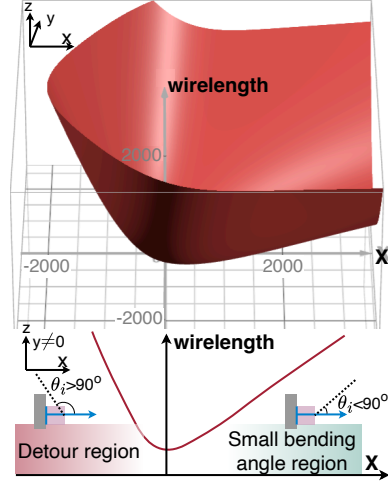 z
y
x
wirelength
2000
-2000
2000
X
-2000
z
y≠0
x
wirelength
θi>90°
θi<90°
Detour region
Small bending
angle region
X